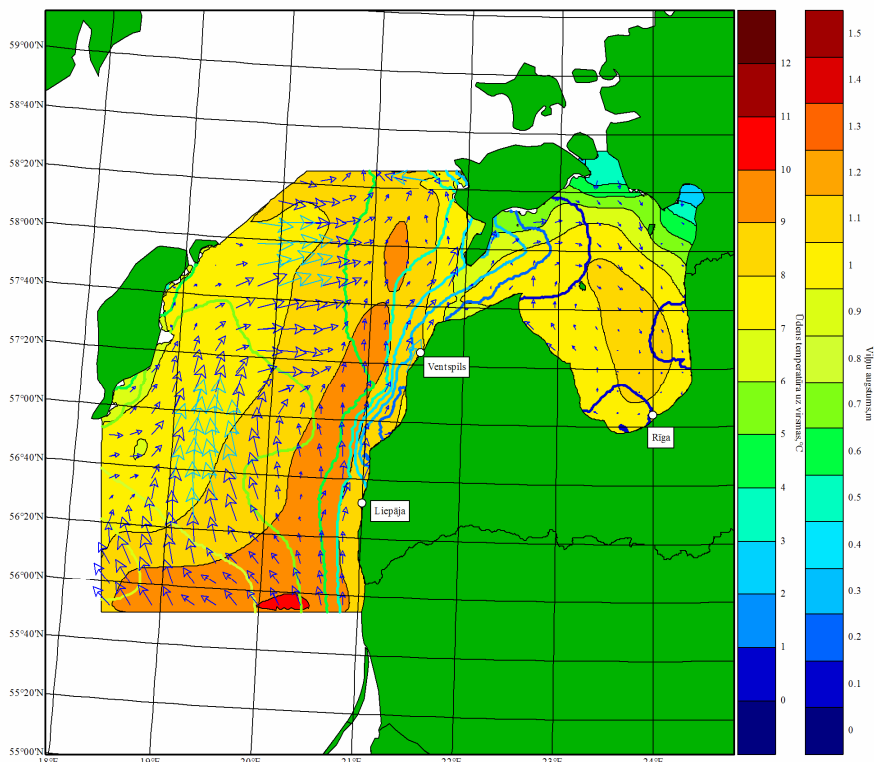 59°00'N
58°40'N
58°20'N
58°00'N
57°40'N
57°20'N
57°00'N
56°40'N
56°20'N
56°00'N
55°40'N
55°20'N
55°00'N
18°E
19°E
20°E
21°E
22°E
23°E
24°E
Ventspils
Rīga
Liepāja
12
11
10
9
8
7
6
5
4
3
2
1
0
Ūdens temperatūra uz virsmas,°C
1.5
1.4
1.3
1.2
1.1
1
0.9
0.8
0.7
0.6
0.5
0.4
0.3
0.2
0.1
0
Viļņu augstums,m